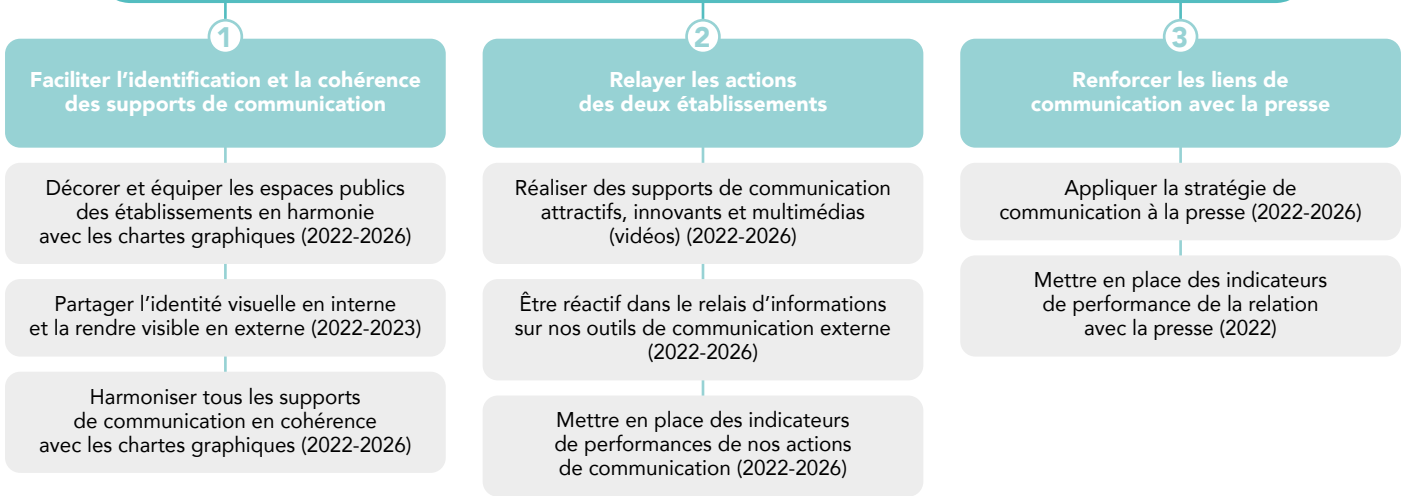 1
Faciliter l’identification et la cohérence
des supports de communication
Décorer et équiper les espaces publics
des établissements en harmonie
avec les chartes graphiques (2022-2026)
Partager l’identité visuelle en interne
et la rendre visible en externe (2022-2023)
Harmoniser tous les supports
de communication en cohérence
avec les chartes graphiques (2022-2026)
2
Relayer les actions
des deux établissements
Réaliser des supports de communication
attractifs, innovants et multimédias
(vidéos) (2022-2026)
Être réactif dans le relais d’informations
sur nos outils de communication externe
(2022-2026)
Mettre en place des indicateurs
de performances de nos actions
de communication (2022-2026)
3
Renforcer les liens de
communication avec la presse
Appliquer la stratégie de
communication à la presse (2022-2026)
Mettre en place des indicateurs
de performance de la relation
avec la presse (2022)